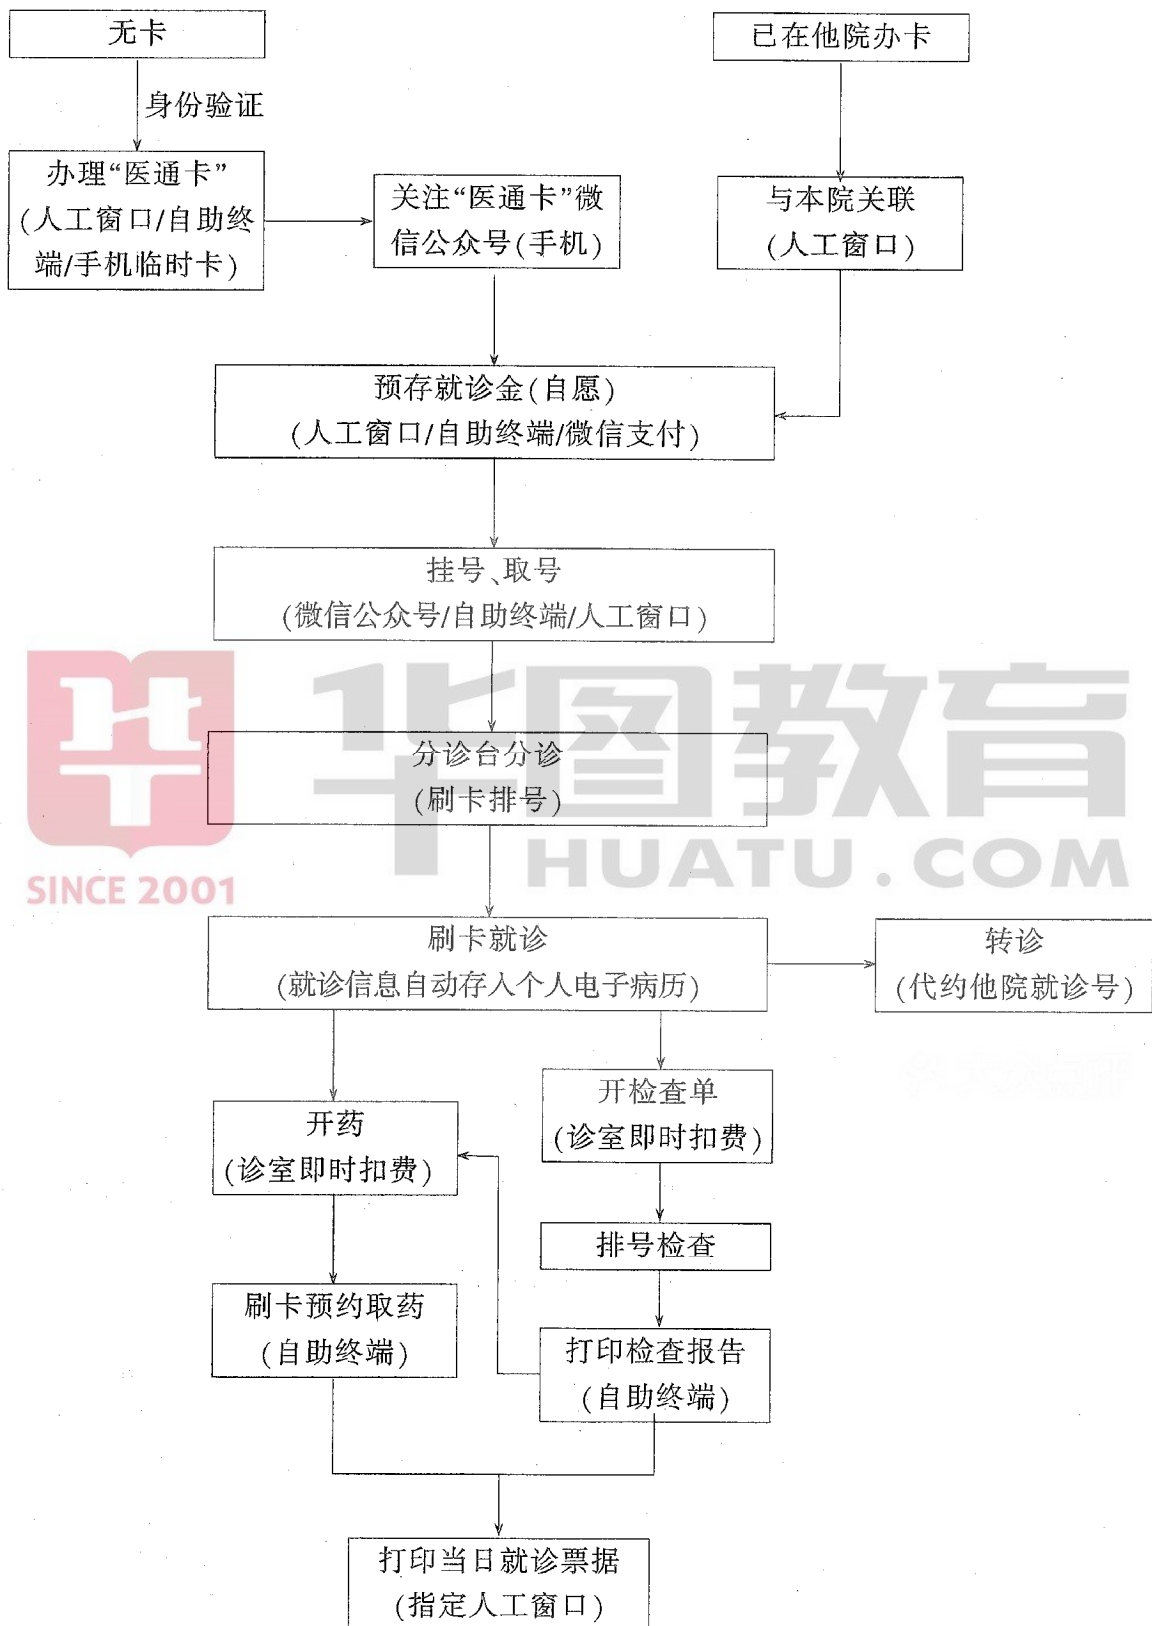 无卡
已在他院办卡
身份验证
办理“医通卡”
(人工窗口/自助终
端/手机临时卡)
关注“医通卡”微
信公众号(手机)
与本院关联
(人工窗口)
预存就诊金(自愿)
(人工窗口/自助终端/微信支付)
挂号、取号
(微信公众号/自助终端/人工窗口)
华图教育
HUATU.COM
SINCE 2001
分诊台分诊
(刷卡排号)
刷卡就诊
(就诊信息自动存入个人电子病历)
转诊
(代约他院就诊号)
开药
(诊室即时扣费)
开检查单
(诊室即时扣费)
排号检查
刷卡预约取药
(自助终端)
打印检查报告
(自助终端)
打印当日就诊票据
(指定人工窗口)